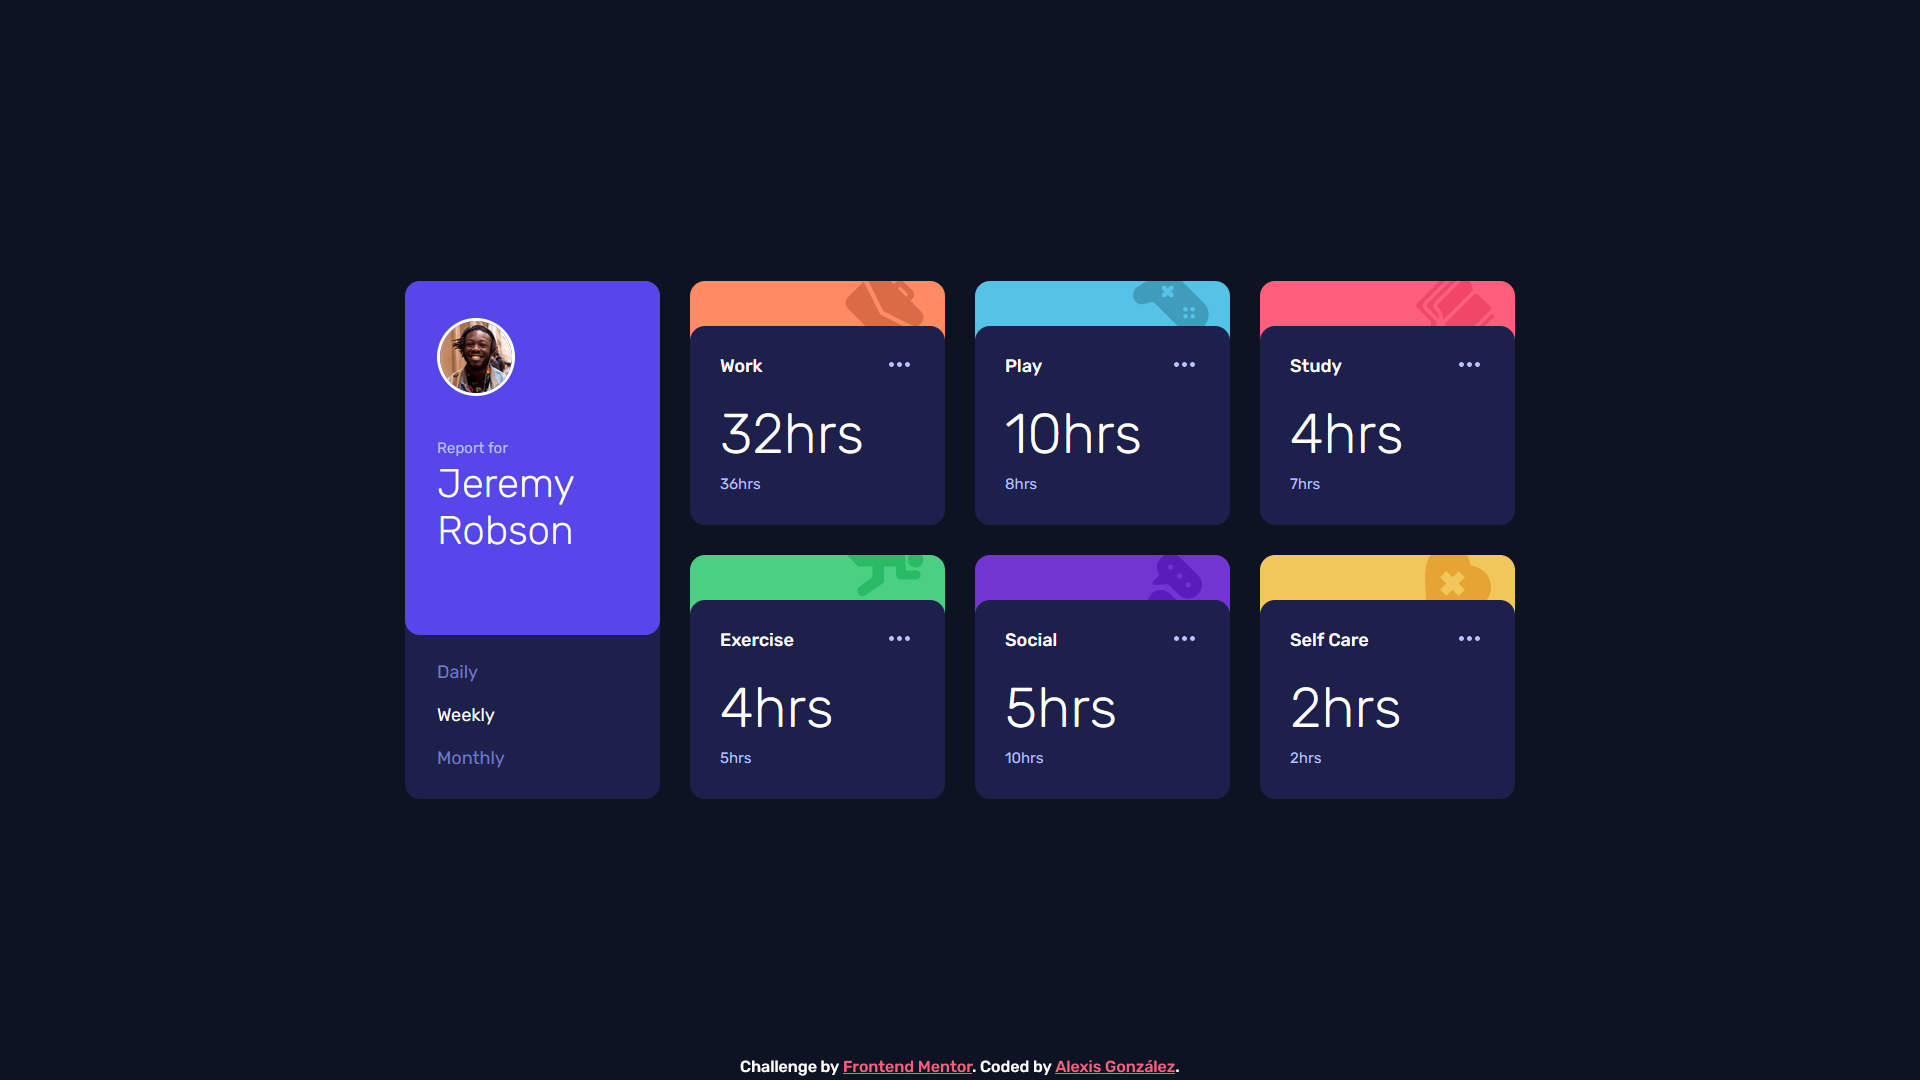 Report for
Jeremy
Robson
Daily
Weekly
Monthly
Work
32hrs
36hrs
Play
10hrs
8hrs
Study
4hrs
7hrs
Exercise
4hrs
5hrs
Social
5hrs
10hrs
Self Care
2hrs
2hrs
Challenge by Frontend Mentor. Coded by Alexis González.